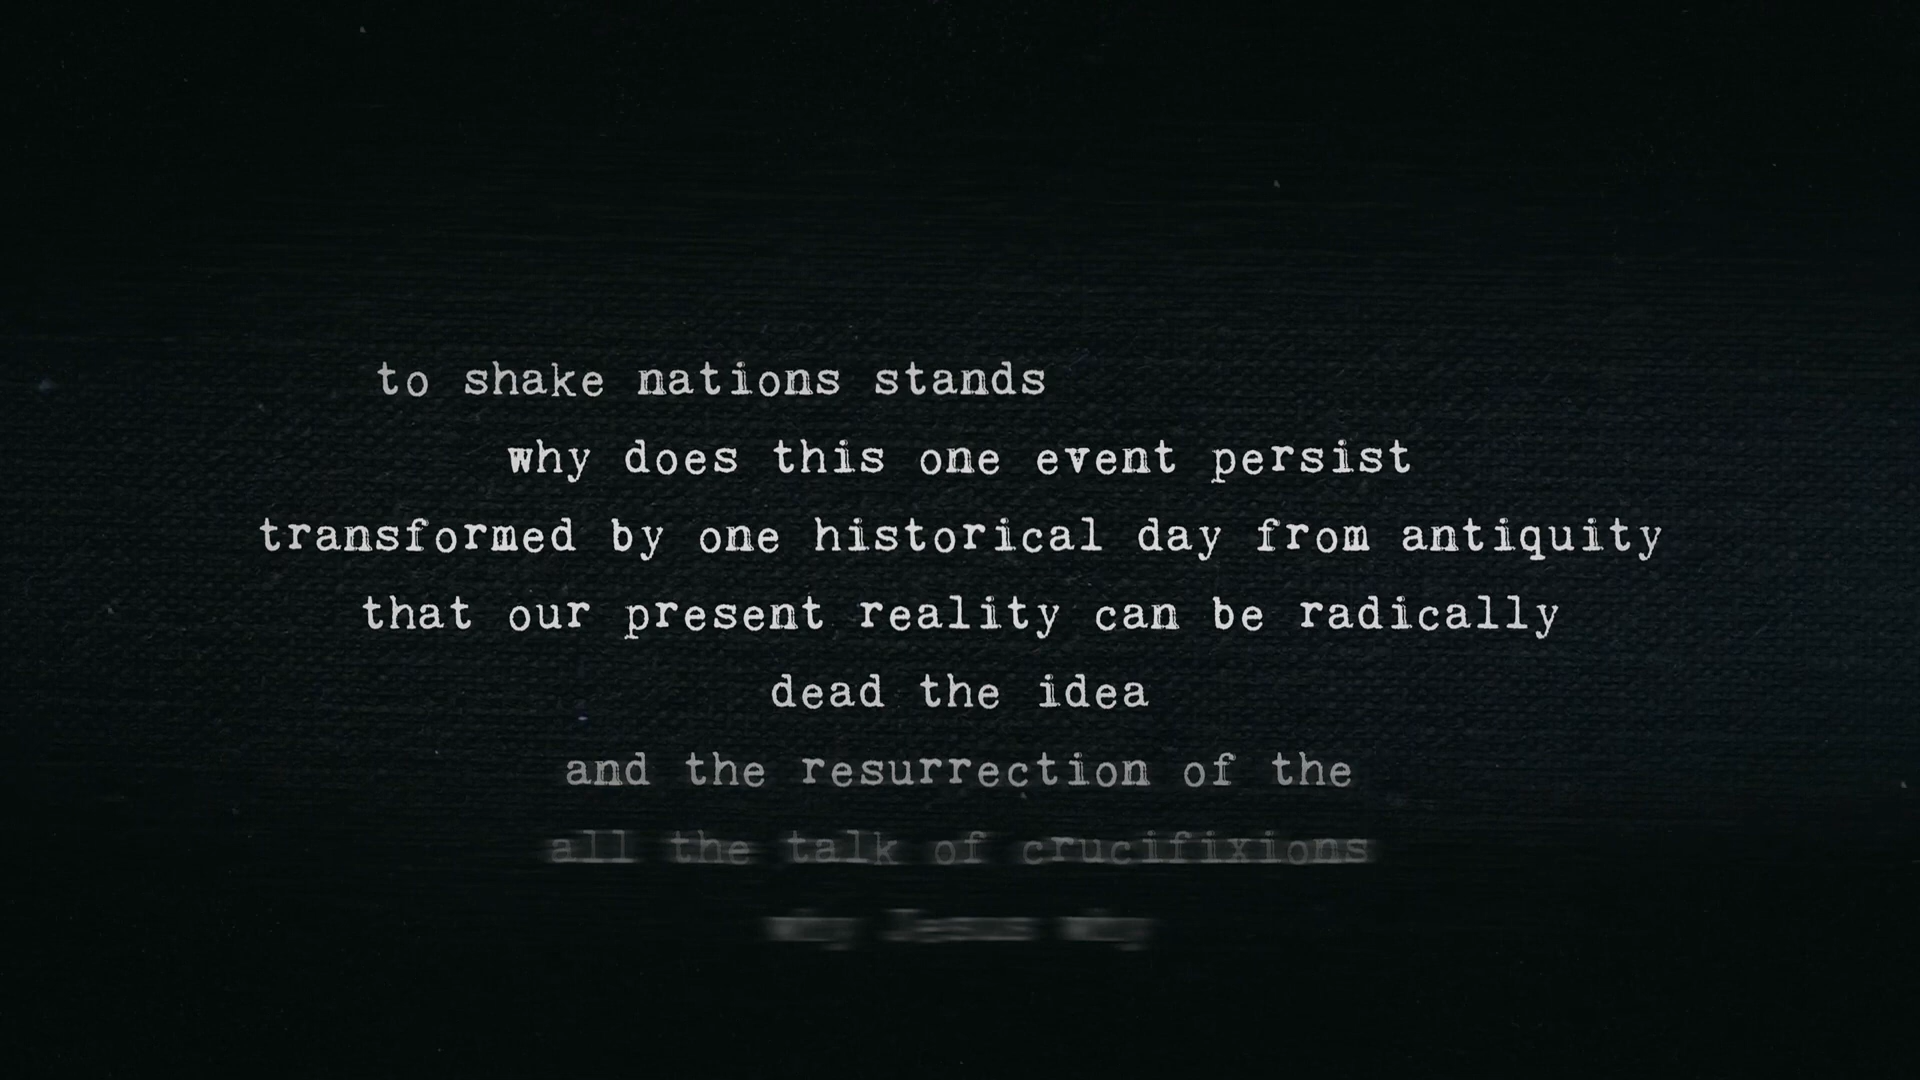 to shake nations stands
why does this one event persist
transformed by one historical day from antiquity
that our present reality can be radically
dead the idea
and the resurrection of the
all the talk of crucifixions